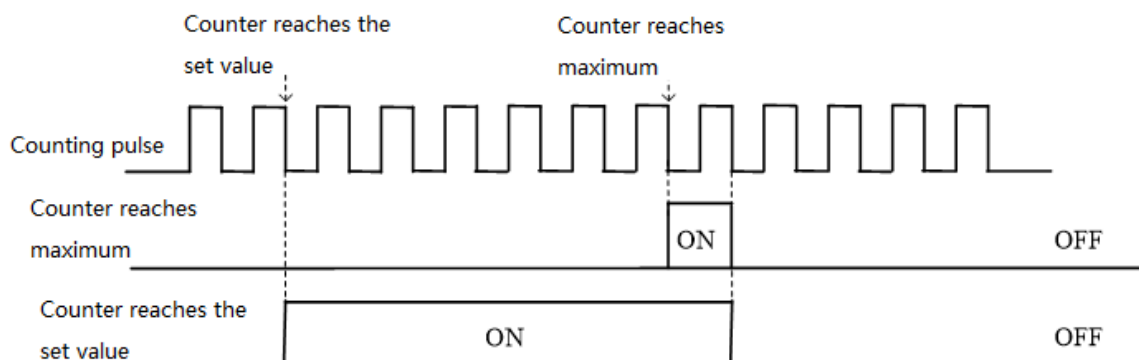 Counter reaches the
set value
Counter reaches
maximum
Counting pulse
Counter reaches
maximum
ON
OFF
Counter reaches the
set value
ON
OFF